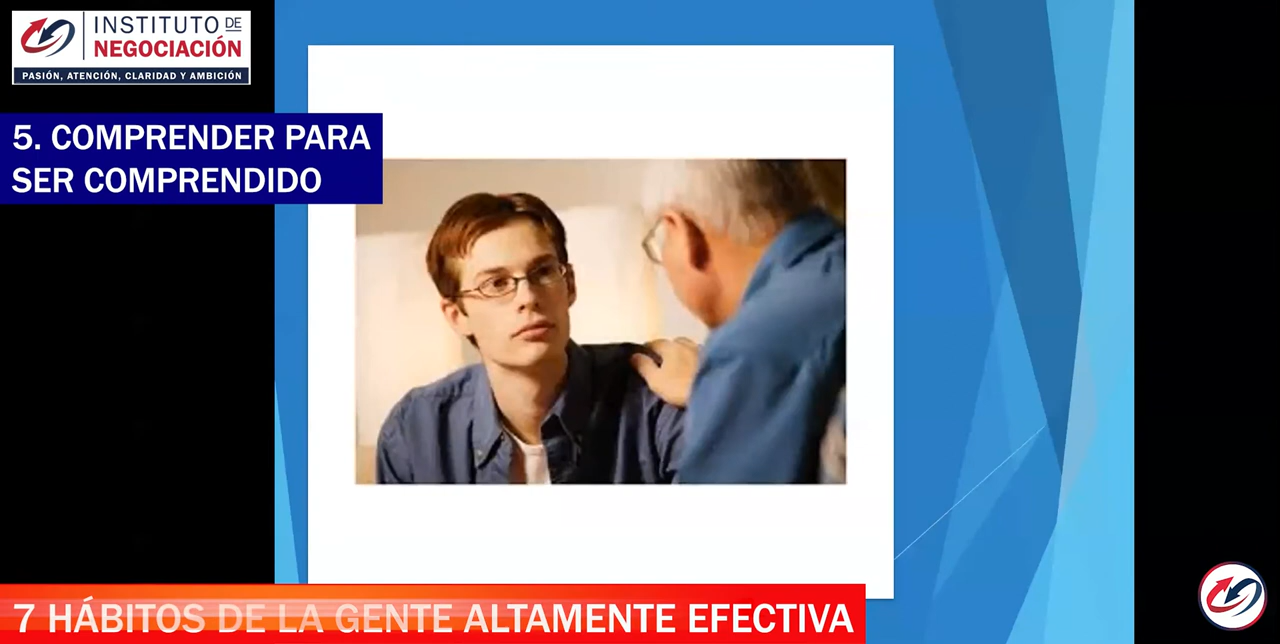 INSTITUTO DE
NEGOCIACIÓN
PASIÓN, ATENCIÓN, CLARIDAD Y AMBICIÓN
5. COMPRENDER PARA
SER COMPRENDIDO
7 HÁBITOS DE LA GENTE ALTAMENTE EFECTIVA